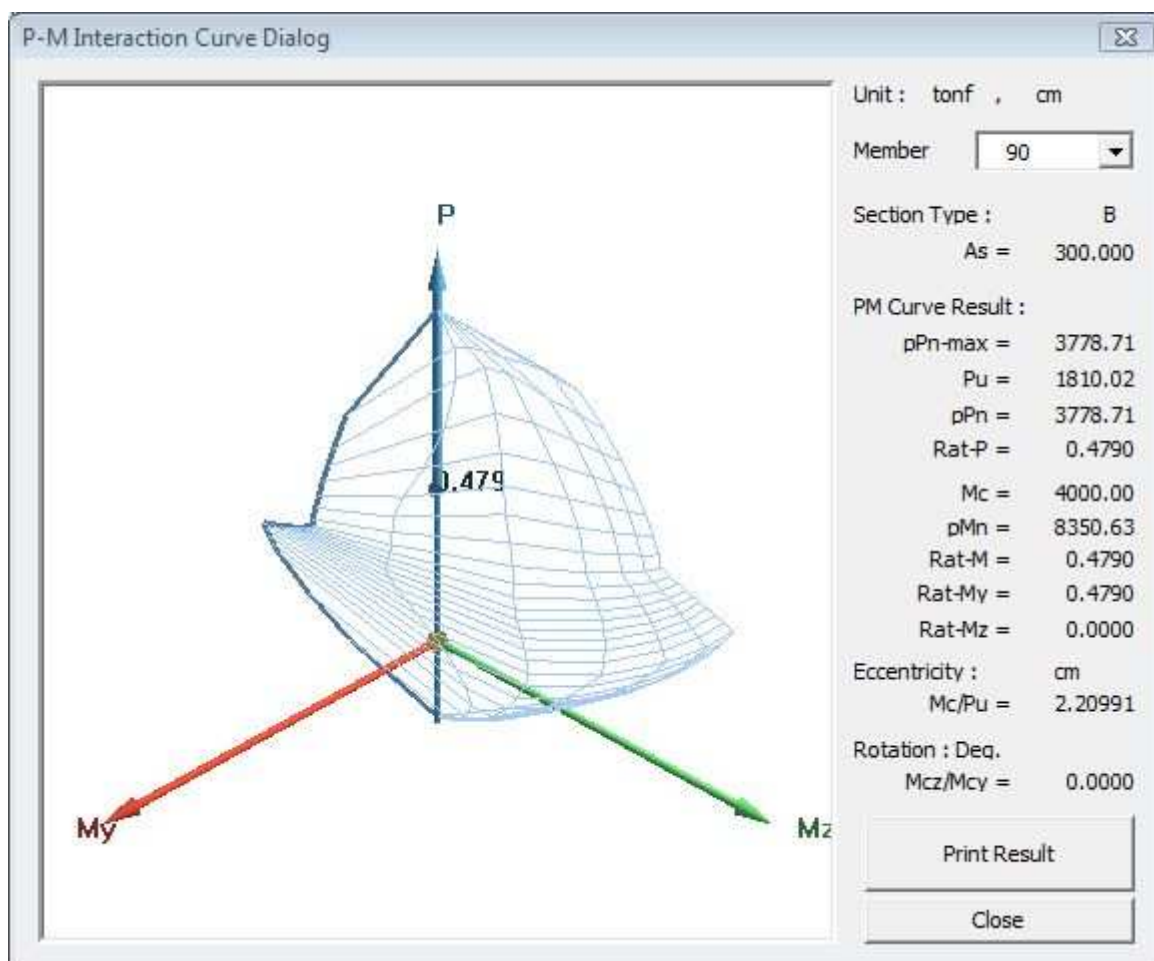 P-M Interaction Curve Dialog
P
0.479
My
Mz
Unit : tonf , cm
Member 90
Section Type : B
As = 300.000
PM Curve Result :
pPn-max = 3778.71
Pu = 1810.02
pPn = 3778.71
Rat-P = 0.4790
Mc = 4000.00
pMn = 8350.63
Rat-M = 0.4790
Rat-My = 0.4790
Rat-Mz = 0.0000
Eccentricity : cm
Mc/Pu = 2.20991
Rotation : Deg.
Mcz/Mcy = 0.0000
Print Result
Close